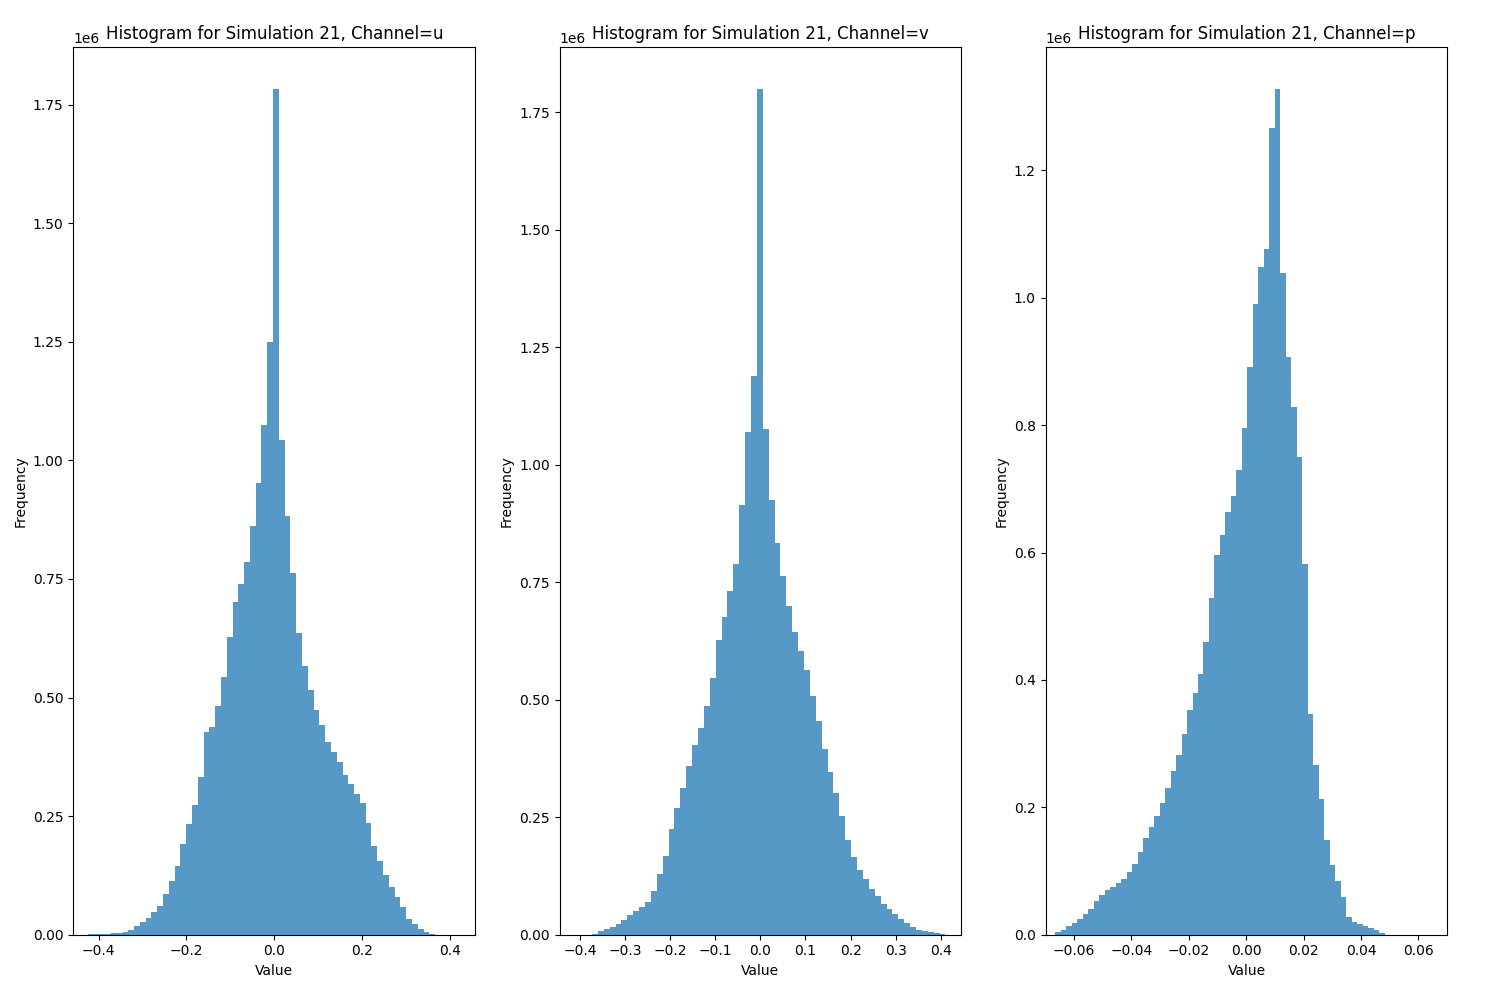 Histogram for Simulation 21, Channel=u
1e6
1.75
1.50
1.25
1.00
0.75
0.50
0.25
0.00
Frequency
−0.4 −0.2 0.0 0.2 0.4
Value
Histogram for Simulation 21, Channel=v
1e6
1.75
1.50
1.25
1.00
0.75
0.50
0.25
0.00
Frequency
−0.4 −0.3 −0.2 −0.1 0.0 0.1 0.2 0.3 0.4
Value
Histogram for Simulation 21, Channel=p
1e6
1.2
1.0
0.8
0.6
0.4
0.2
0.0
Frequency
−0.06 −0.04 −0.02 0.00 0.02 0.04 0.06
Value